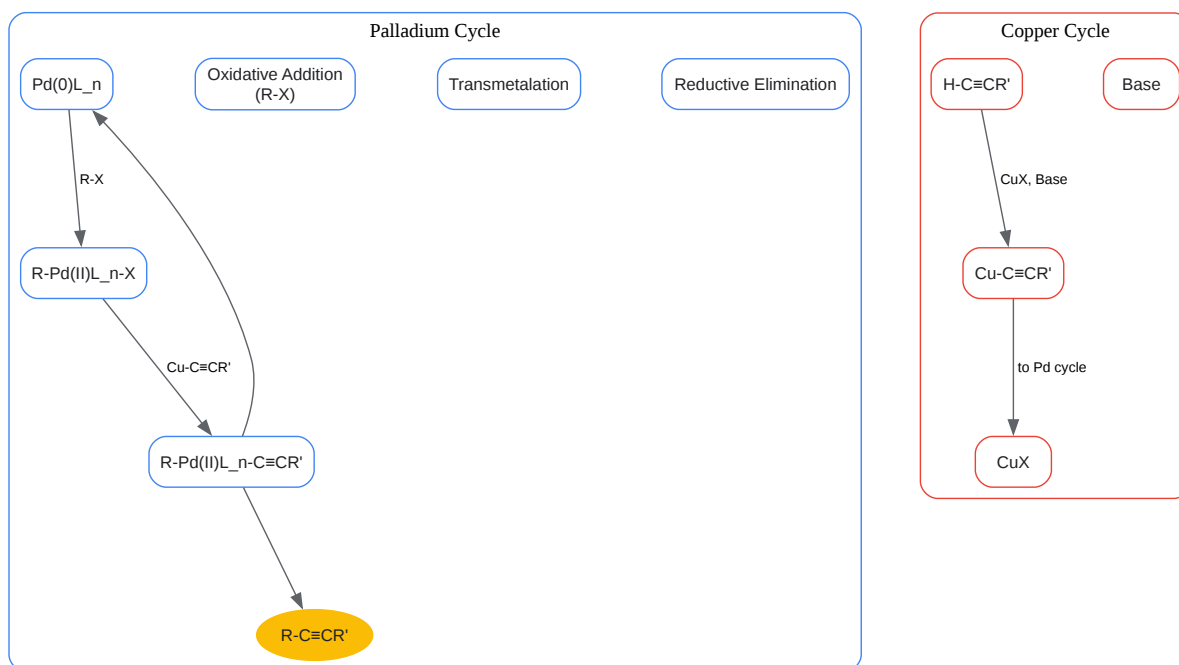 Palladium Cycle
Pd(0)L_n
Oxidative Addition
(R-X)
Transmetalation
Reductive Elimination
R-X
R-Pd(II)L_n-X
Cu-C≡CR'
R-Pd(II)L_n-C≡CR'
R-C≡CR'
Copper Cycle
H-C≡CR'
Base
CuX, Base
Cu-C≡CR'
to Pd cycle
CuX